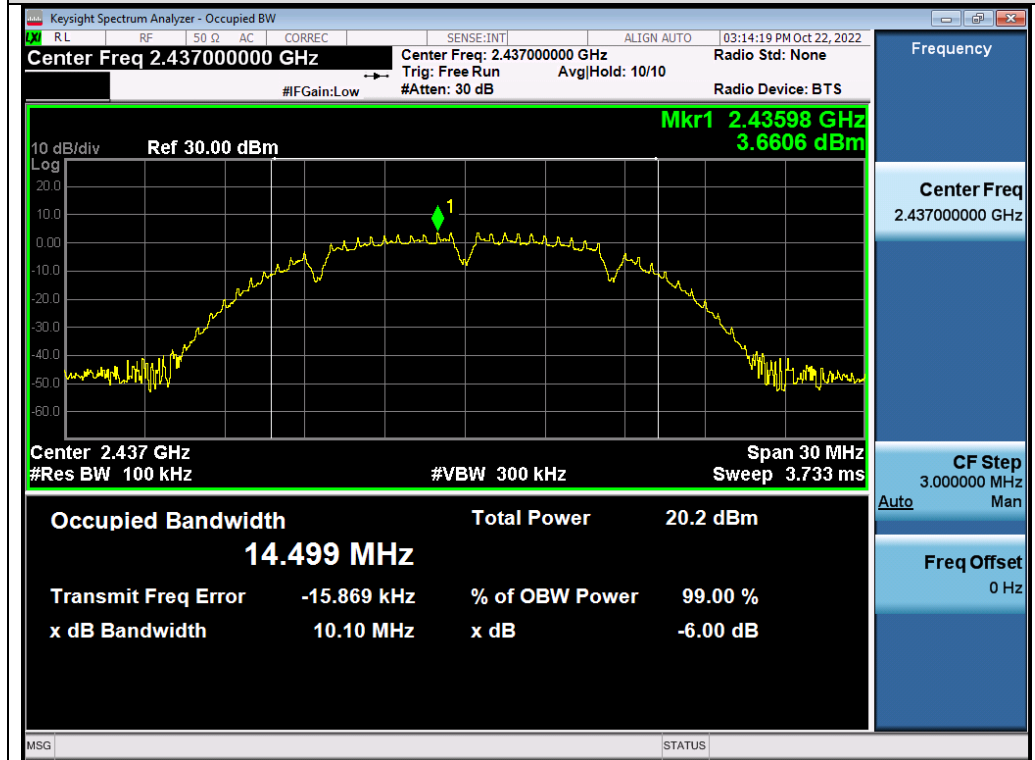 Keysight Spectrum Analyzer - Occupied BW
LXI RL RF 50 Ω AC CORREC SENSE:INT ALIGN AUTO 03:14:19 PM Oct 22, 2022
Center Freq 2.437000000 GHz Center Freq: 2.437000000 GHz Radio Std: None
Trig: Free Run Avg|Hold: 10/10
#IFGain:Low #Atten: 30 dB Radio Device: BTS
Mkr1 2.43598 GHz
3.6606 dBm
10 dB/div Ref 30.00 dBm
Log
20.0
10.0
1
0.00
-10.0
-20.0
-30.0
-40.0
-50.0
-60.0
Center 2.437 GHz Span 30 MHz
#Res BW 100 kHz #VBW 300 kHz Sweep 3.733 ms
Occupied Bandwidth Total Power 20.2 dBm
14.499 MHz
Transmit Freq Error -15.869 kHz % of OBW Power 99.00 %
x dB Bandwidth 10.10 MHz x dB -6.00 dB
Frequency
Center Freq
2.437000000 GHz
CF Step
3.000000 MHz
Auto Man
Freq Offset
0 Hz
MSG STATUS